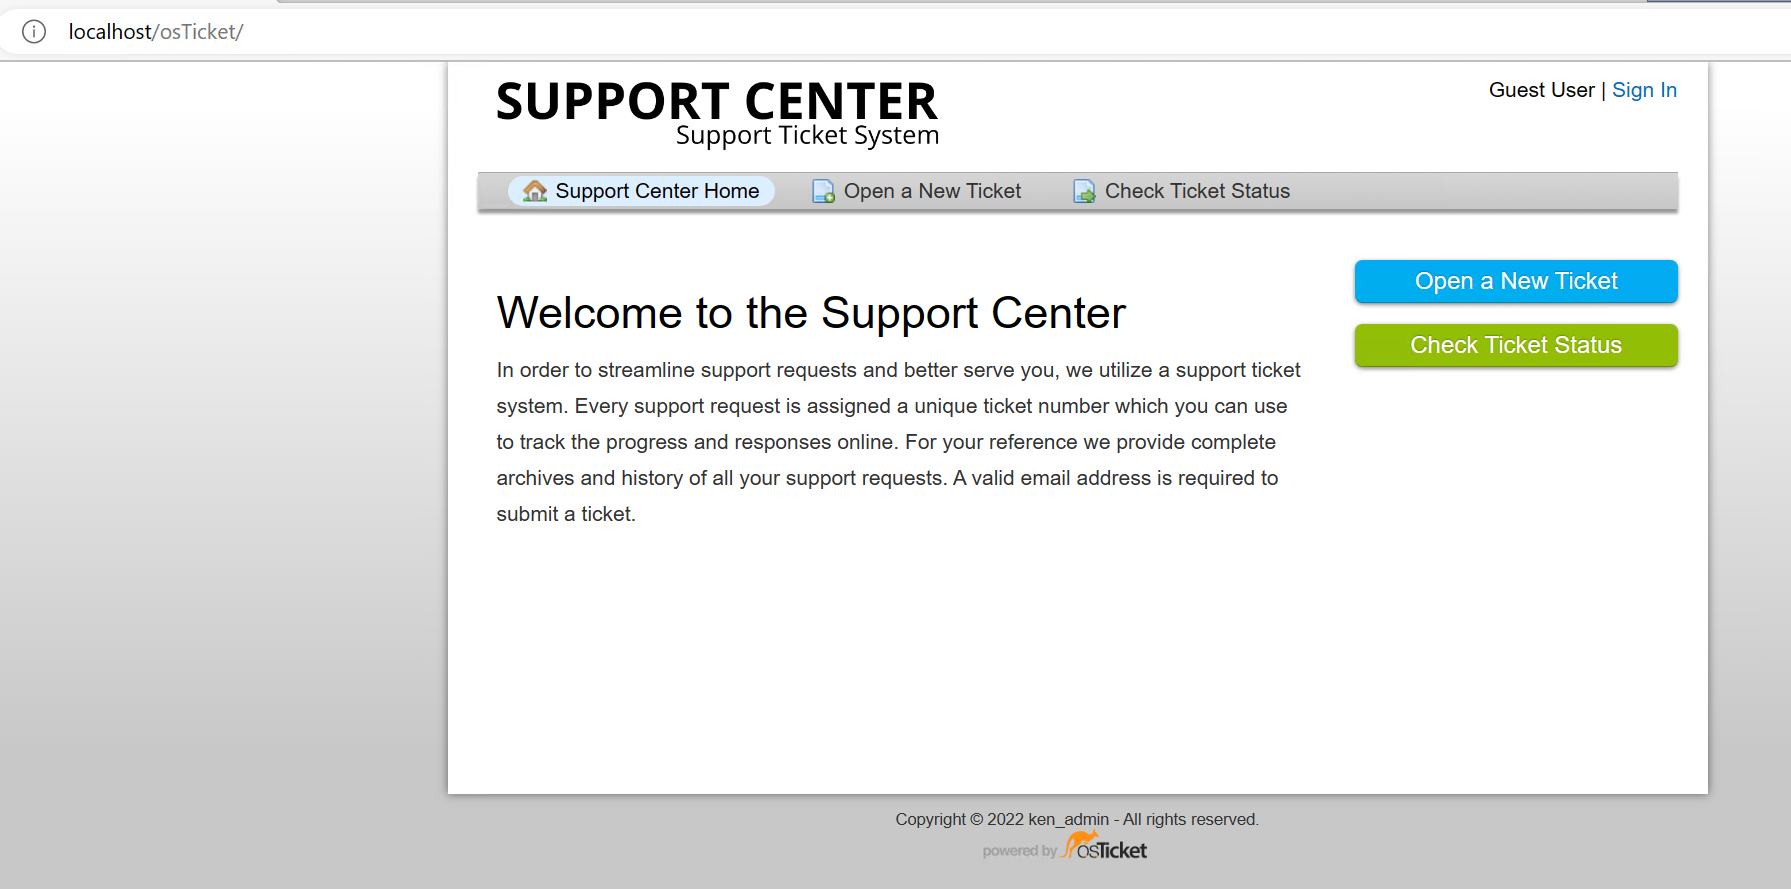 localhost/osTicket/
SUPPORT CENTER
Support Ticket System
Guest User | Sign In
Support Center Home
Open a New Ticket
Check Ticket Status
Welcome to the Support Center
In order to streamline support requests and better serve you, we utilize a support ticket
system. Every support request is assigned a unique ticket number which you can use
to track the progress and responses online. For your reference we provide complete
archives and history of all your support requests. A valid email address is required to
submit a ticket.
Open a New Ticket
Check Ticket Status
Copyright © 2022 ken_admin - All rights reserved.
powered by osTicket